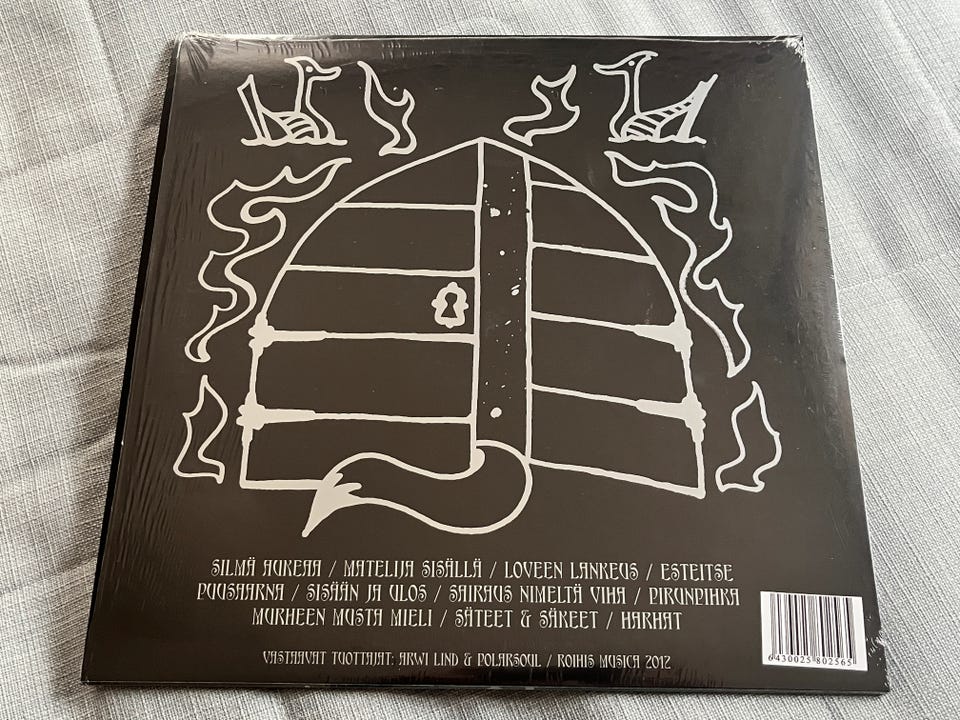 SILMÄ AUKEAA / MATELIJA SISÄLLÄ / LOVEEN LANKEUS / ESTEITSE
PUUSAARNA / SISÄÄN JA ULOS / SAIRAUS NIMELTÄ VIHA / PIRUNPIHKA
MURHEEN MUSTA MIELI / SÄTEET & SÄKEET / HARHAT
VASTAAVAT TUOTTAJAT: ARWI LIND & POLARSOUL / ROIHIS MUSICA 2012
6430025802565